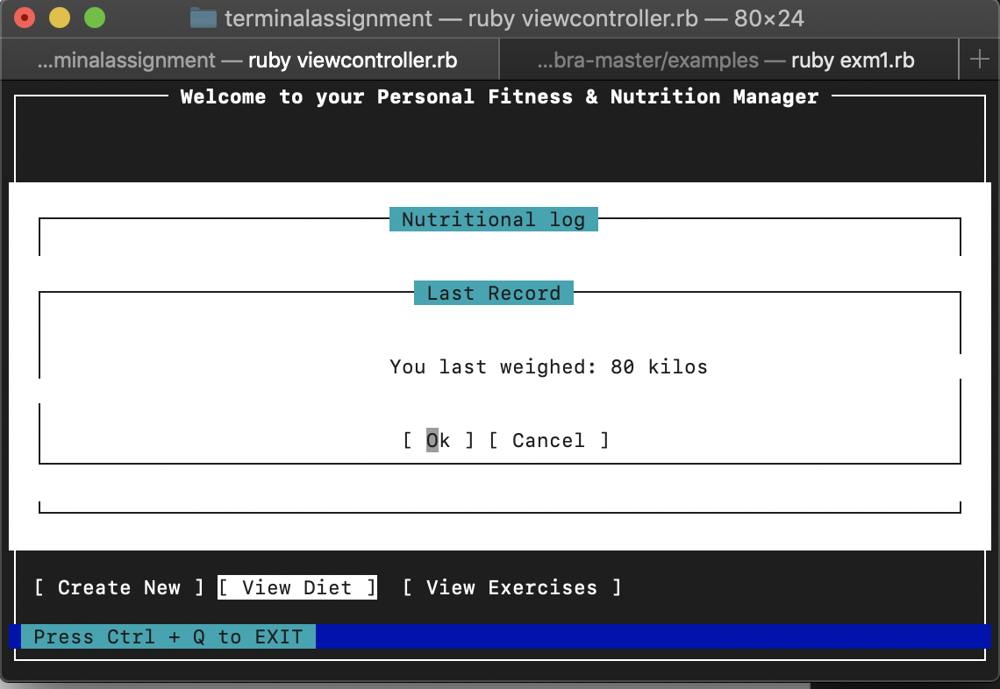 terminalassignment — ruby viewcontroller.rb — 80×24
...minalassignment — ruby viewcontroller.rb ...bra-master/examples — ruby exm1.rb +
Welcome to your Personal Fitness & Nutrition Manager
Nutritional log
Last Record
You last weighed: 80 kilos
[ Ok ] [ Cancel ]
[ Create New ] [ View Diet ] [ View Exercises ]
Press Ctrl + Q to EXIT